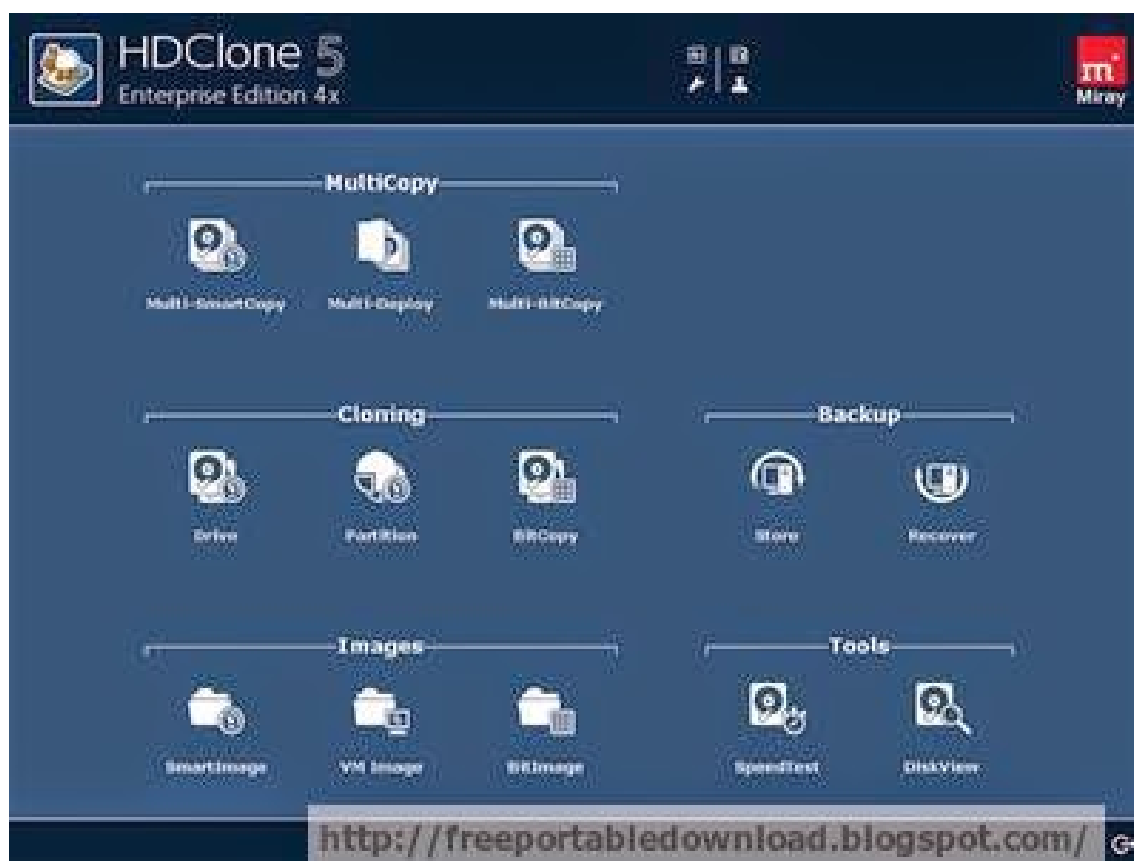 HDClone 5
Enterprise Edition 4x
m
Miray
MultiCopy
Multi-SmartCopy
Multi-Deploy
Multi-BitCopy
Cloning
Backup
Drive
Partition
BitCopy
Store
Recover
Images
Tools
SmartImage
VM Image
BitImage
SpeedTest
DiskView
http://freeportabledownload.blogspot.com/